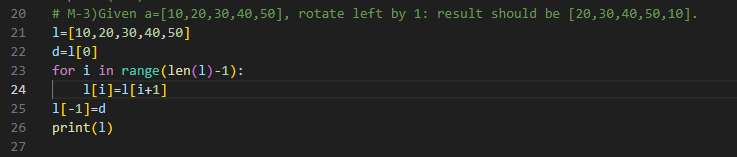 20 # M-3)Given a=[10,20,30,40,50], rotate left by 1: result should be [20,30,40,50,10].
21 l=[10,20,30,40,50]
22 d=l[0]
23 for i in range(len(l)-1):
24     l[i]=l[i+1]
25 l[-1]=d
26 print(l)
27